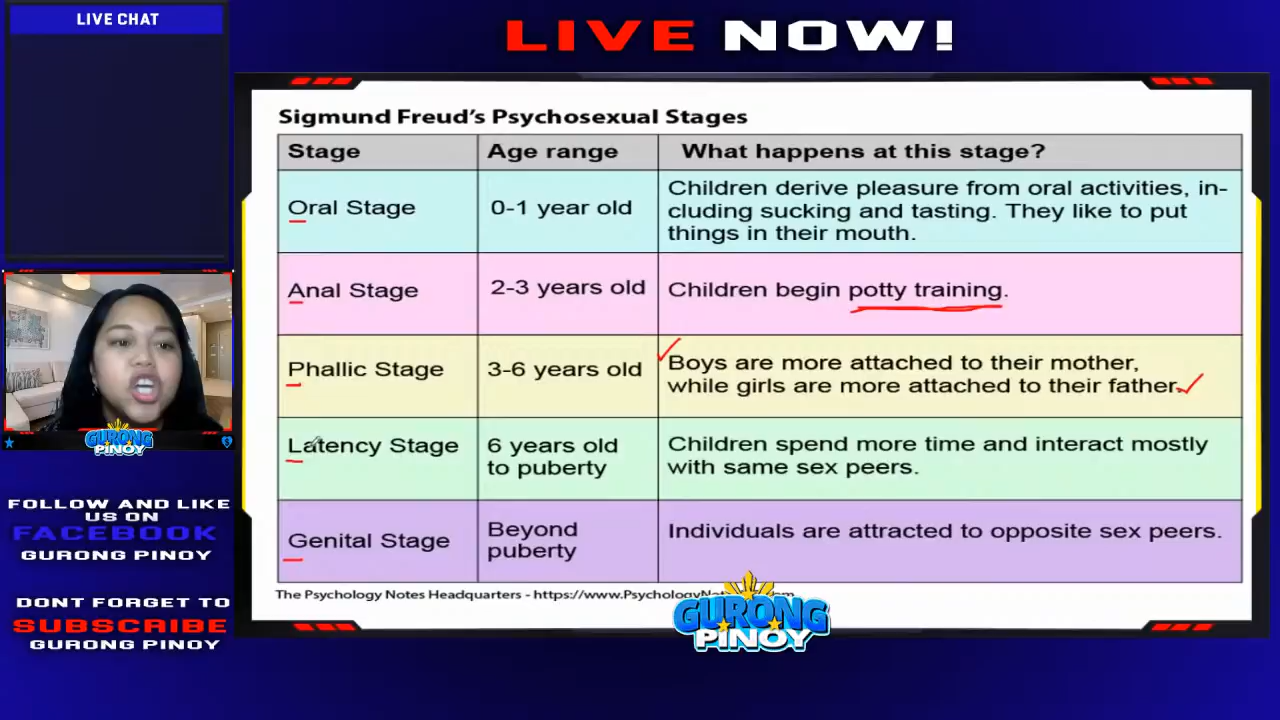 LIVE CHAT
LIVE NOW!
Sigmund Freud's Psychosexual Stages
Stage
Age range
What happens at this stage?
Oral Stage
0-1 year old
Children derive pleasure from oral activities, in-
cluding sucking and tasting. They like to put
things in their mouth.
Anal Stage
2-3 years old
Children begin potty training.
Phallic Stage
3-6 years old
Boys are more attached to their mother,
while girls are more attached to their father.
Latency Stage
6 years old
to puberty
Children spend more time and interact mostly
with same sex peers.
Genital Stage
Beyond
puberty
Individuals are attracted to opposite sex peers.
The Psychology Notes Headquarters - https://www.PsychologyNo
GURONG
PINOY
GURONG
PINOY
FOLLOW AND LIKE
US ON
FACEBOOK
GURONG PINOY
DONT FORGET TO
SUBSCRIBE
GURONG PINOY